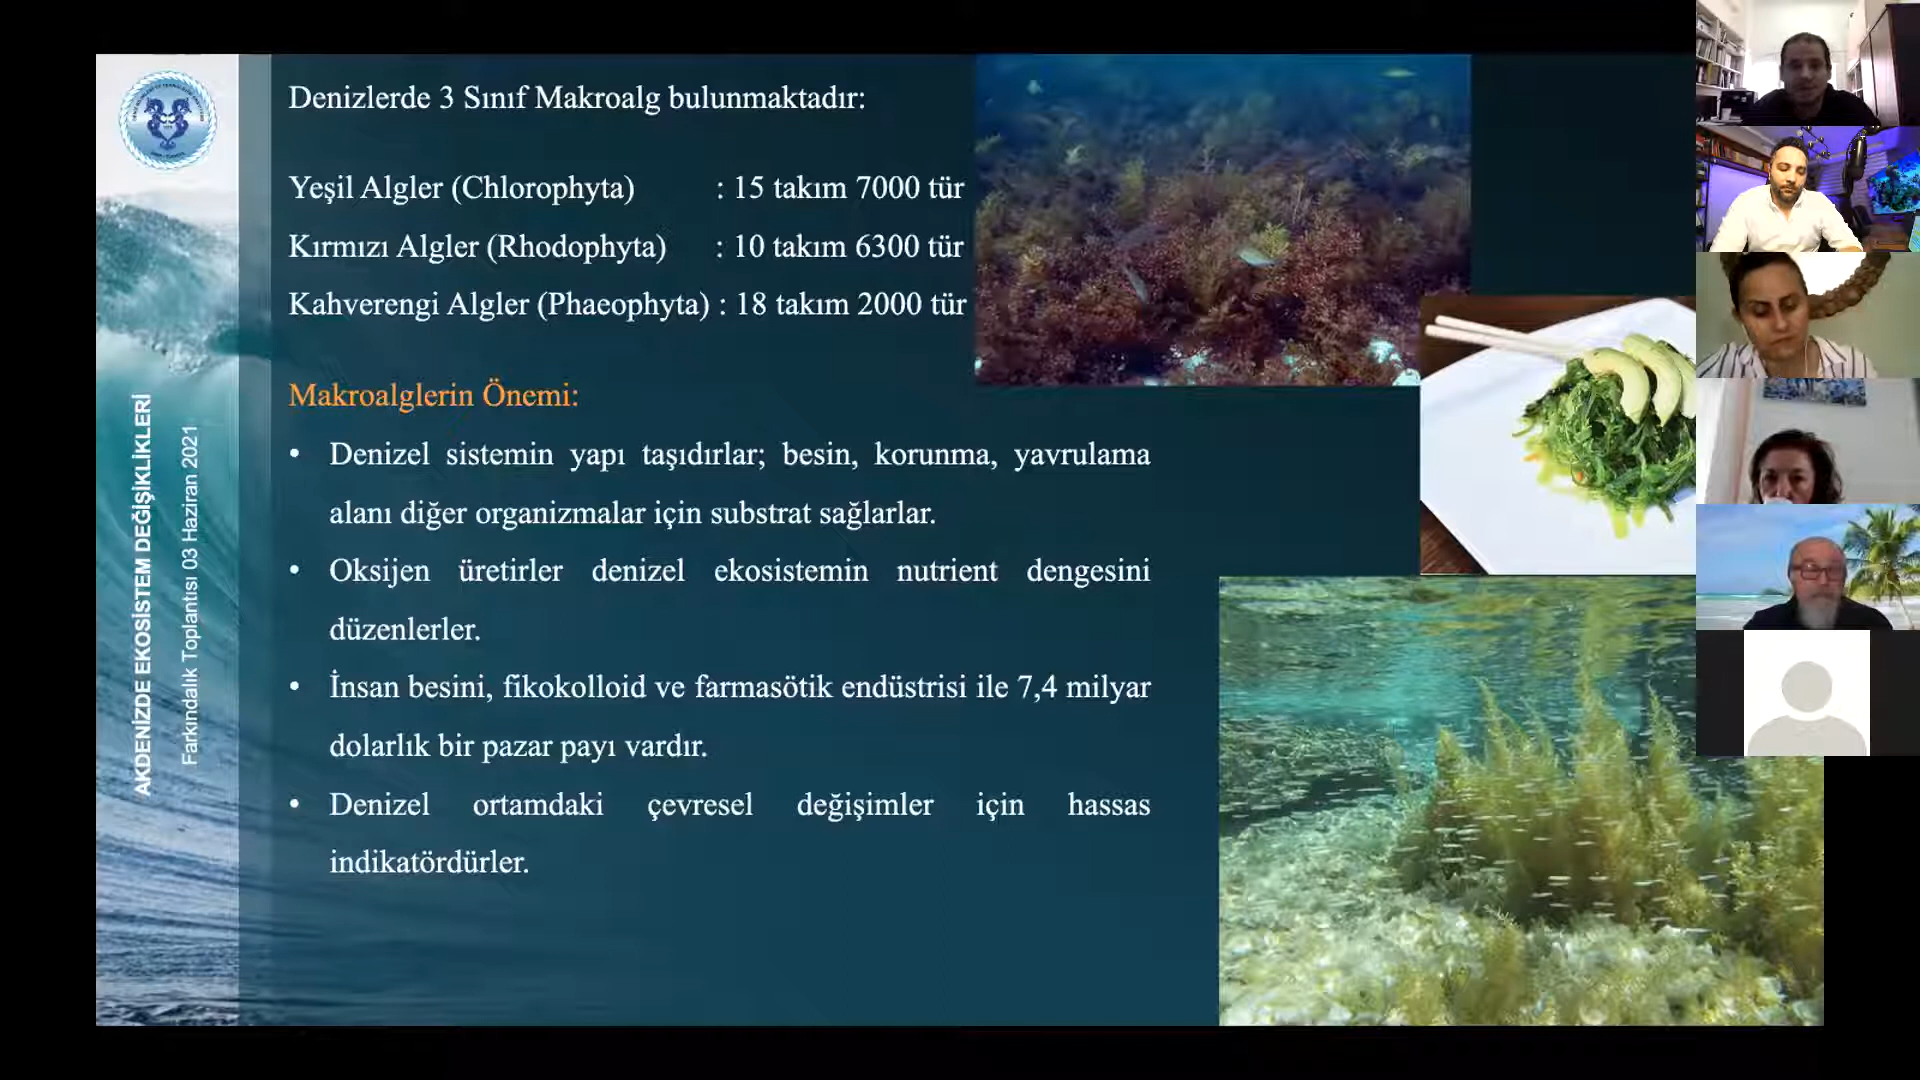 Denizlerde 3 Sınıf Makroalg bulunmaktadır:
Yeşil Algler (Chlorophyta) : 15 takım 7000 tür
Kırmızı Algler (Rhodophyta) : 10 takım 6300 tür
Kahverengi Algler (Phaeophyta) : 18 takım 2000 tür
Makroalglerin Önemi:
• Denizel sistemin yapı taşıdırlar; besin, korunma, yavrulama
alanı diğer organizmalar için substrat sağlarlar.
• Oksijen üretirler denizel ekosistemin nutrient dengesini
düzenlerler.
• İnsan besini, fikokolloid ve farmasötik endüstrisi ile 7,4 milyar
dolarlık bir pazar payı vardır.
• Denizel ortamdaki çevresel değişimler için hassas
indikatördürler.
AKDENİZDE EKOSİSTEM DEĞİŞİKLİKLERİ
Farkındalık Toplantısı 03 Haziran 2021